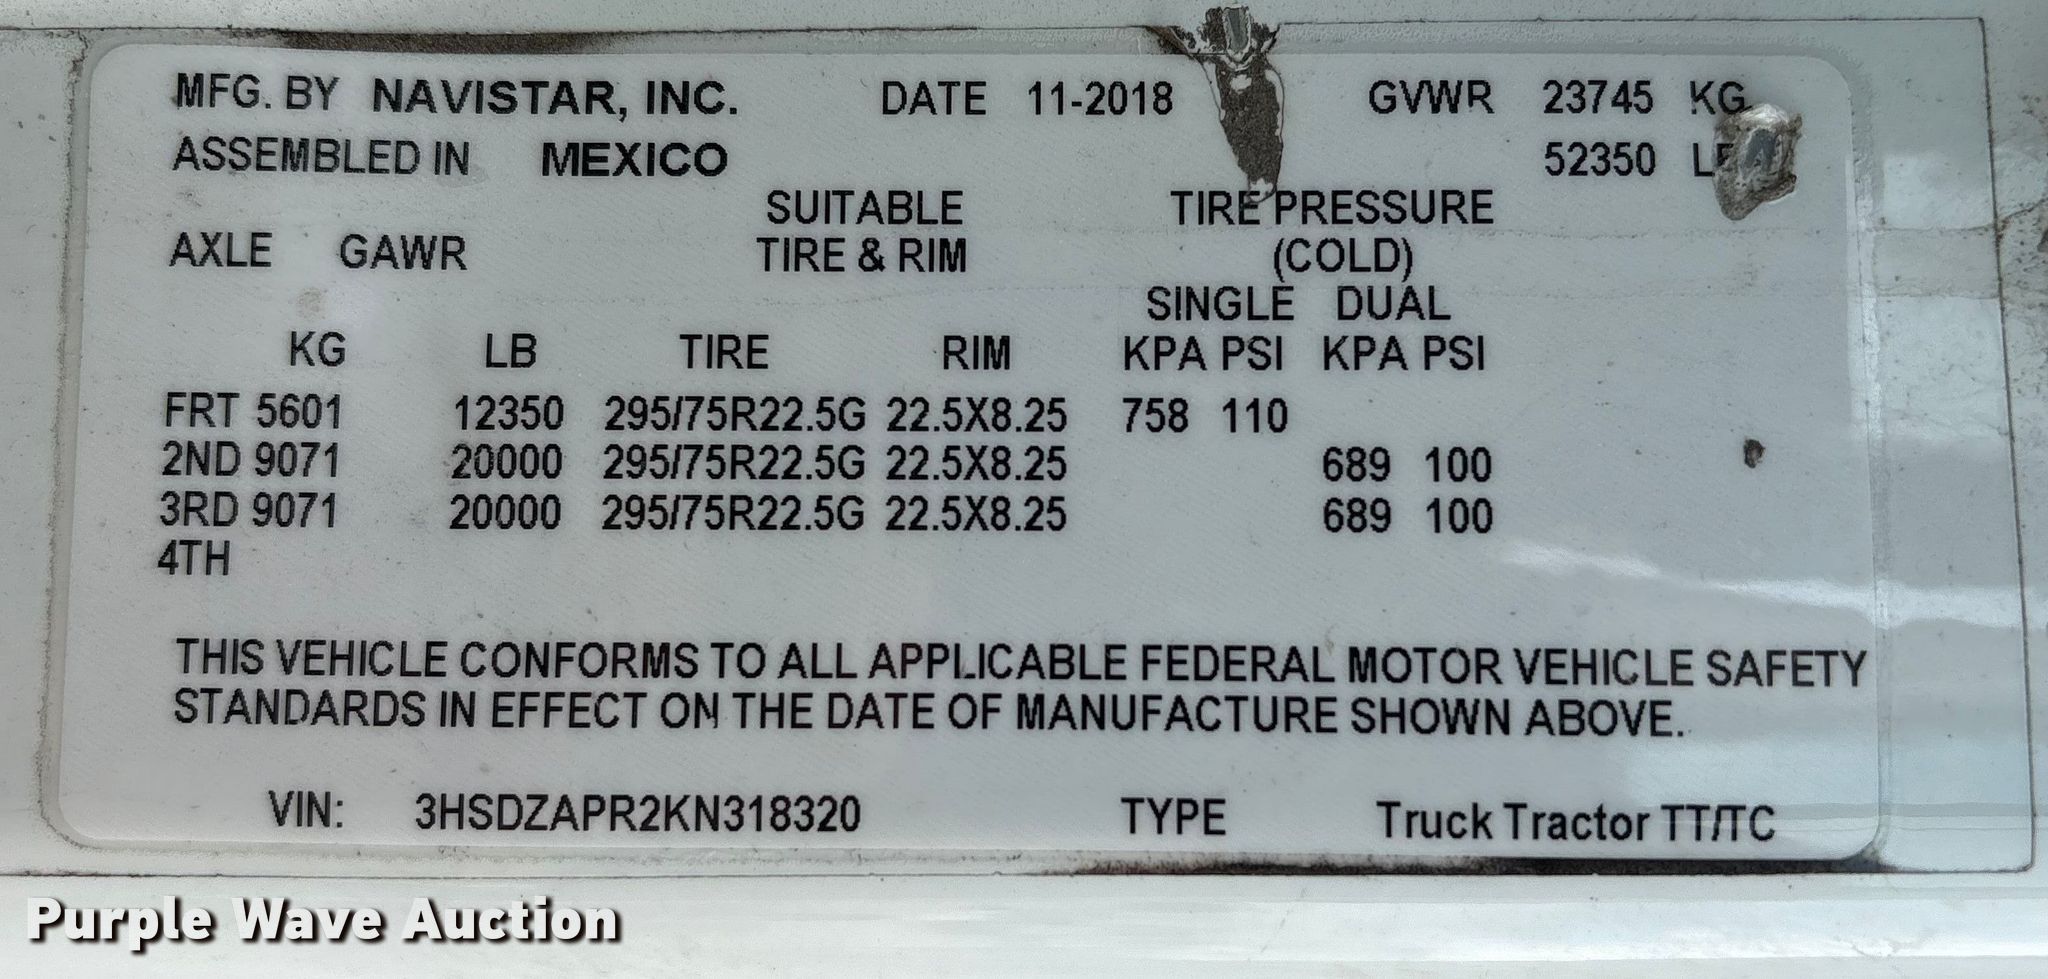 MFG. BY NAVISTAR, INC. DATE 11-2018 GVWR 23745 KG
ASSEMBLED IN MEXICO 52350
SUITABLE TIRE PRESSURE
AXLE GAWR TIRE & RIM (COLD)
SINGLE DUAL
KG LB TIRE RIM KPA PSI KPA PSI
FRT 5601 12350 295/75R22.5G 22.5X8.25 758 110
2ND 9071 20000 295/75R22.5G 22.5X8.25 689 100
3RD 9071 20000 295/75R22.5G 22.5X8.25 689 100
4TH
THIS VEHICLE CONFORMS TO ALL APPLICABLE FEDERAL MOTOR VEHICLE SAFETY
STANDARDS IN EFFECT ON THE DATE OF MANUFACTURE SHOWN ABOVE.
VIN: 3HSDZAPR2KN318320 TYPE Truck Tractor TT/TC
Purple Wave Auction